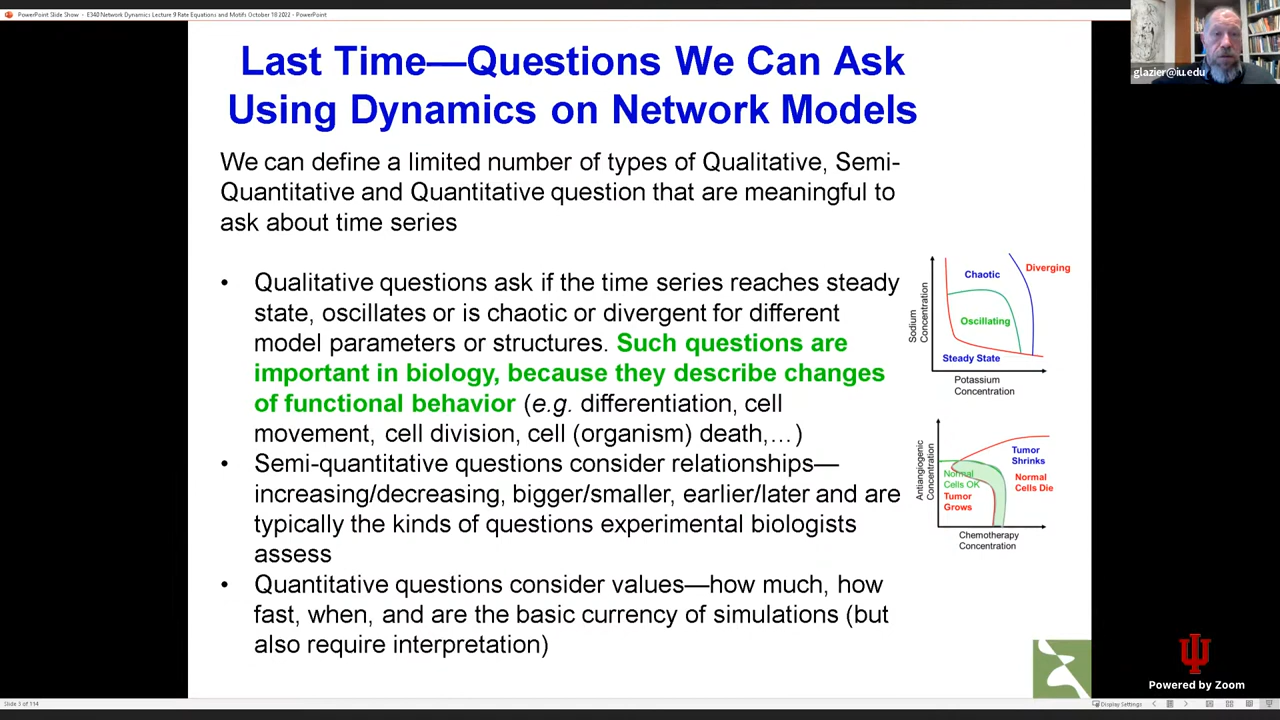 PowerPoint Slide Show - E340 Network Dynamics Lecture 9 Rate Equations and Motifs October 18 2022 - PowerPoint
glazier@iu.edu
Last Time—Questions We Can Ask
Using Dynamics on Network Models
We can define a limited number of types of Qualitative, Semi-
Quantitative and Quantitative question that are meaningful to
ask about time series
• Qualitative questions ask if the time series reaches steady
state, oscillates or is chaotic or divergent for different
model parameters or structures. Such questions are
important in biology, because they describe changes
of functional behavior (e.g. differentiation, cell
movement, cell division, cell (organism) death,…)
• Semi-quantitative questions consider relationships—
increasing/decreasing, bigger/smaller, earlier/later and are
typically the kinds of questions experimental biologists
assess
• Quantitative questions consider values—how much, how
fast, when, and are the basic currency of simulations (but
also require interpretation)
Sodium
Concentration
Chaotic
Diverging
Oscillating
Steady State
Potassium
Concentration
Antiangiogenic
Concentration
Normal
Cells OK
Tumor
Grows
Tumor
Shrinks
Normal
Cells Die
Chemotherapy
Concentration
Powered by Zoom
Slide 3 of 114
Display Settings